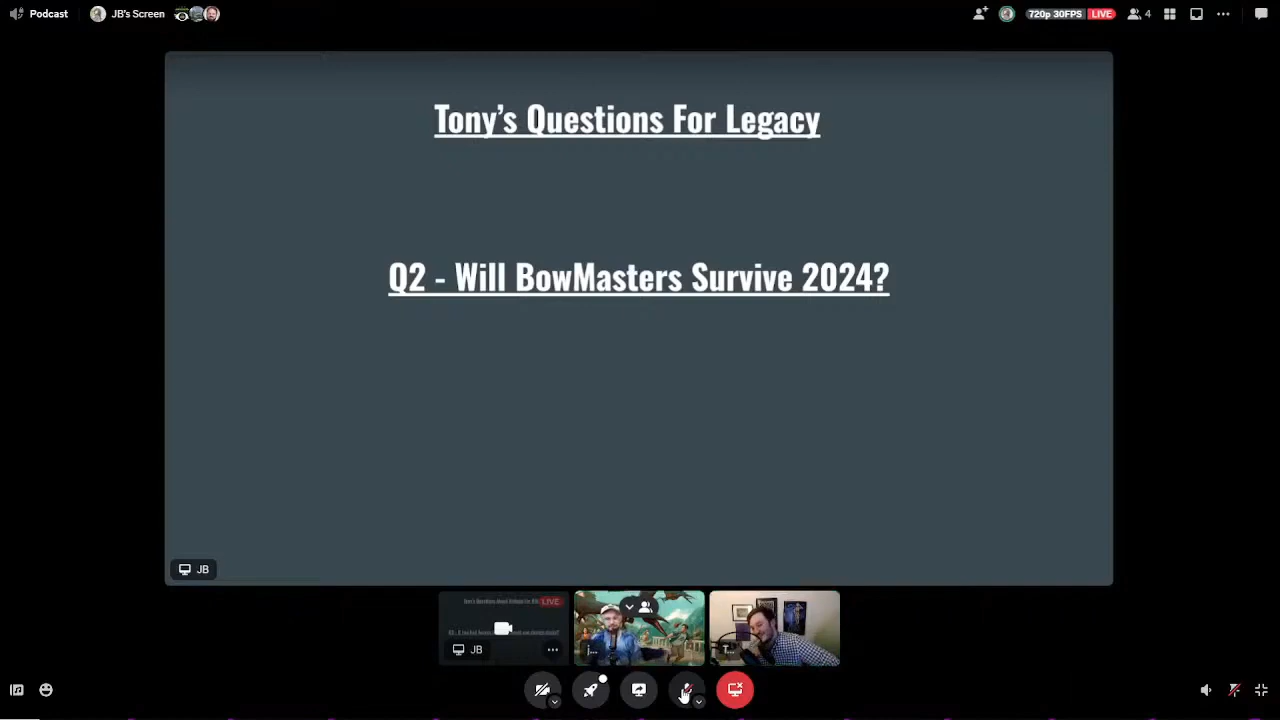 Podcast
JB's Screen
720p 30FPS
LIVE
4
Tony's Questions For Legacy
Q2 - Will BowMasters Survive 2024?
JB
LIVE
JB
j...
T...